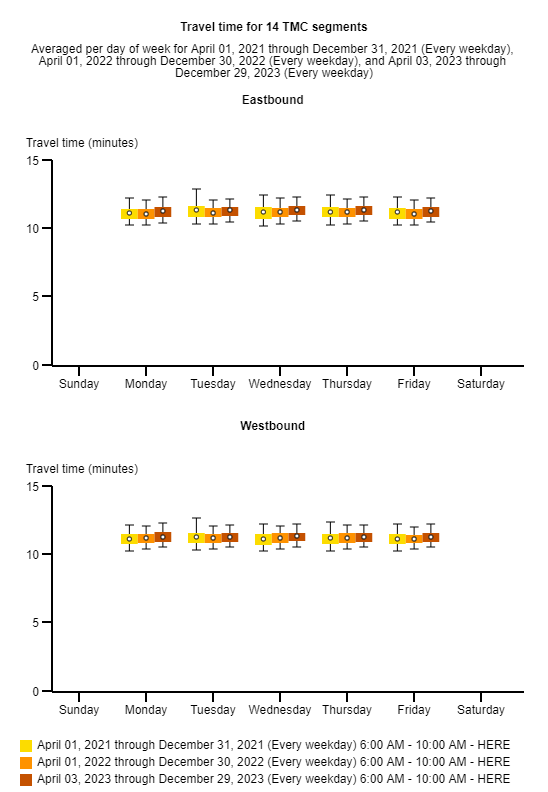 Travel time for 14 TMC segments
Averaged per day of week for April 01, 2021 through December 31, 2021 (Every weekday),
April 01, 2022 through December 30, 2022 (Every weekday), and April 03, 2023 through
December 29, 2023 (Every weekday)
Eastbound
Travel time (minutes)
15
10
5
0
Sunday Monday Tuesday Wednesday Thursday Friday Saturday
Westbound
Travel time (minutes)
15
10
5
0
Sunday Monday Tuesday Wednesday Thursday Friday Saturday
April 01, 2021 through December 31, 2021 (Every weekday) 6:00 AM - 10:00 AM - HERE
April 01, 2022 through December 30, 2022 (Every weekday) 6:00 AM - 10:00 AM - HERE
April 03, 2023 through December 29, 2023 (Every weekday) 6:00 AM - 10:00 AM - HERE